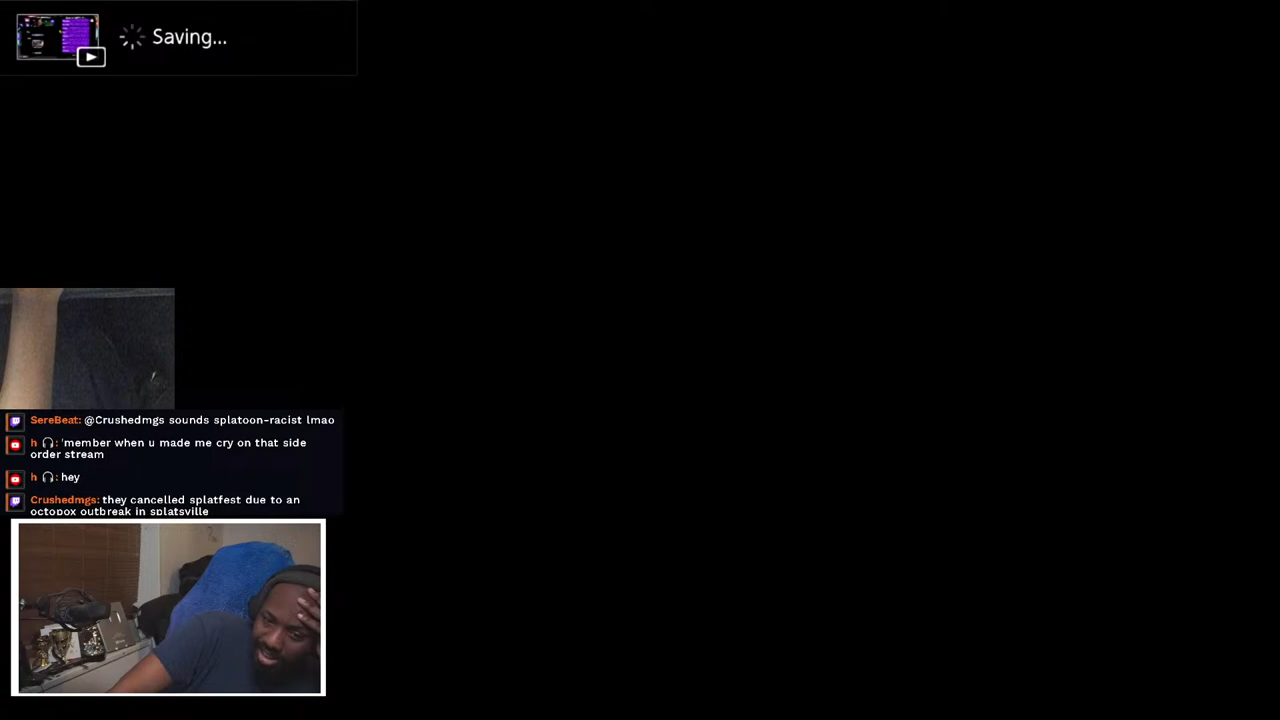 Saving...
SereBeat: @Crushedmgs sounds splatoon-racist lmao
h 🎧: 'member when u made me cry on that side
order stream
h 🎧: hey
Crushedmgs: they cancelled splatfest due to an
octopox outbreak in splatsville